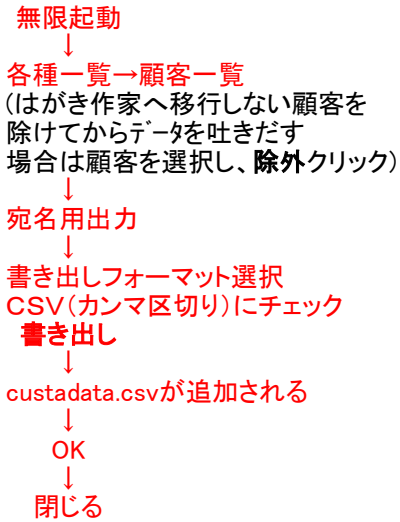 無限起動
↓
各種一覧→顧客一覧
(はがき作家へ移行しない顧客を
除けてからﾃﾞｰﾀを吐きだす
場合は顧客を選択し、除外クリック)
↓
宛名用出力
↓
書き出しフォーマット選択
CSV(カンマ区切り)にチェック
書き出し
↓
custadata.csvが追加される
↓
OK
↓
閉じる